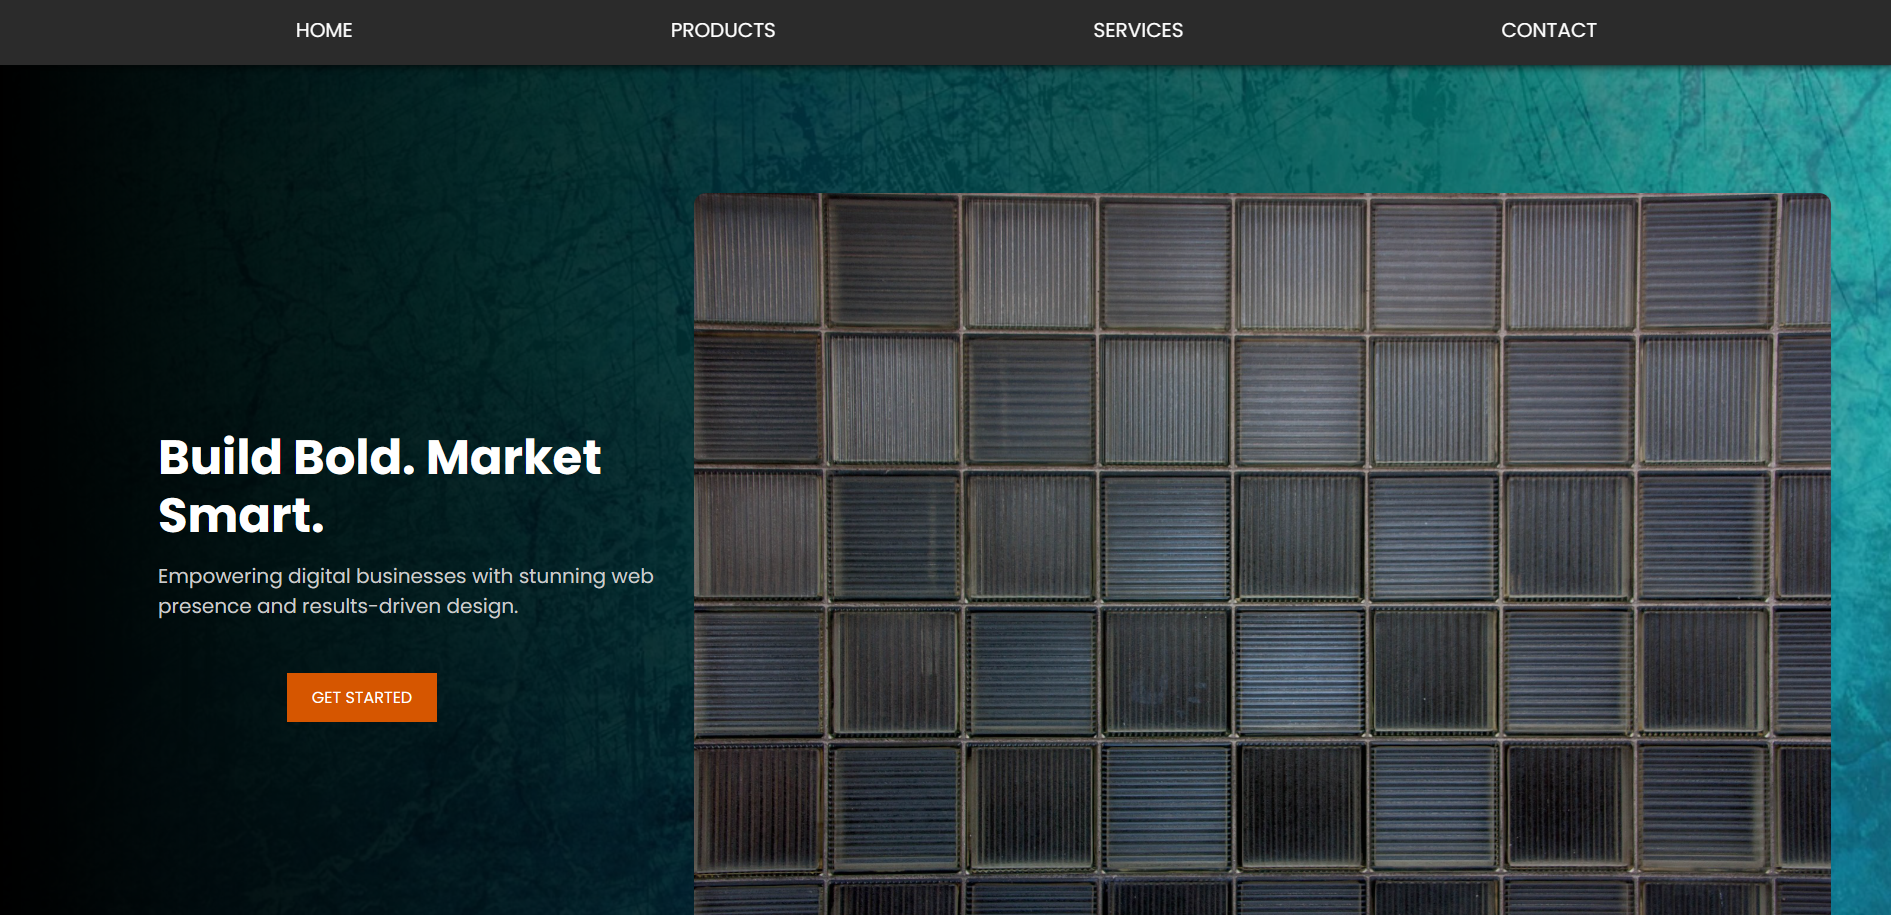 HOME PRODUCTS SERVICES CONTACT
Build Bold. Market
Smart.
Empowering digital businesses with stunning web
presence and results-driven design.
GET STARTED